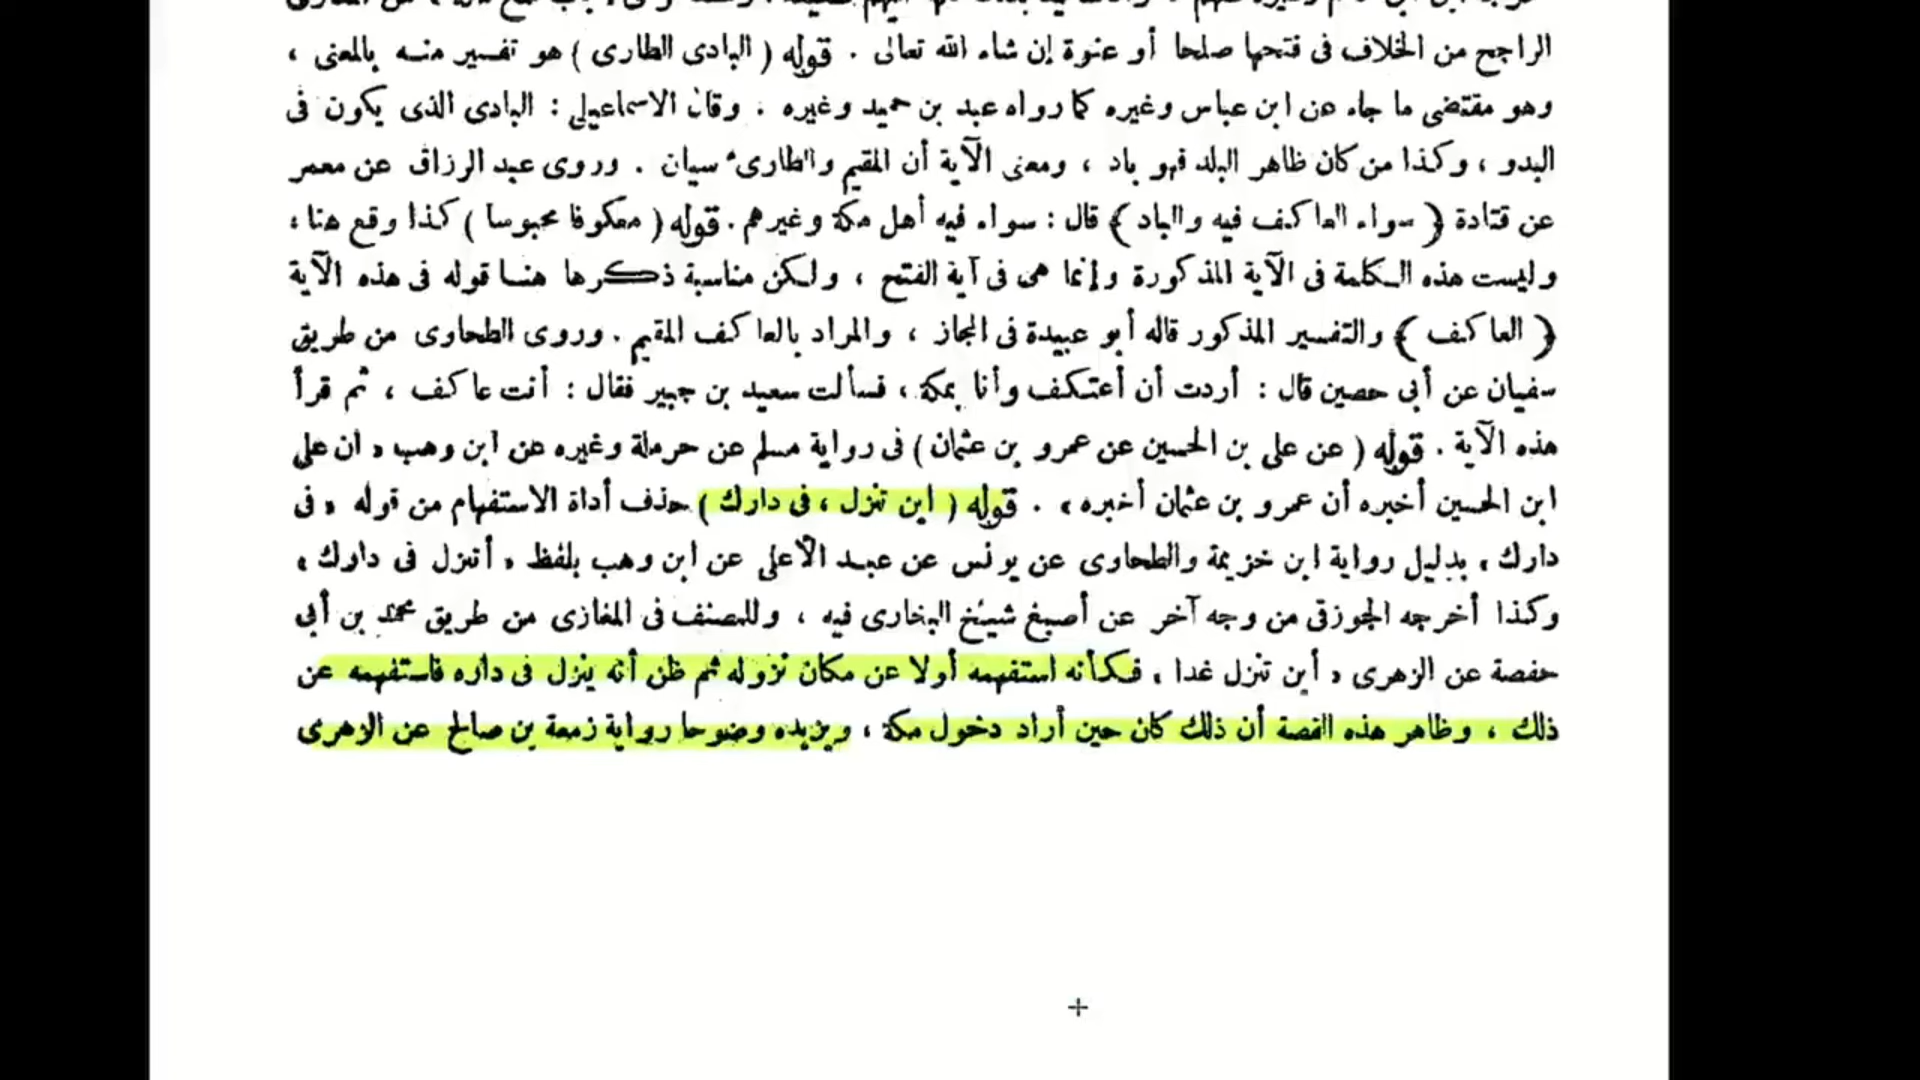 الراجح من الخلاف فى فتحها صلحا أو عنوة إن شاء الله تعالى . قوله ( البادى الطارى ) هو تفسير منه بالمعنى ،
وهو مقتضى ما جاء عن ابن عباس وغيره كما رواه عبد بن حميد وغيره . وقال الاسماعيلى : البادى الذى يكون فى
البدو ، وكذا من كان ظاهر البلد فهو باد ، ومعنى الآية أن المقيم والطارىء سيان . وروى عبد الرزاق عن معمر
عن قتادة ﴿ سواء العاكف فيه والباد ﴾ قال : سواء فيه أهل مكة وغيرهم . قوله ( معكوفا محبوسا ) كذا وقع هنا ،
وليست هذه الكلمة فى الآية المذكورة وإنما هى فى آية الفتح ، ولكن مناسبة ذكرها هنا قوله فى هذه الآية
﴿ العاكف ﴾ والتفسير المذكور قاله أبو عبيدة فى المجاز ، والمراد بالعاكف المقيم . وروى الطحاوى من طريق
سفيان عن أبى حصين قال : أردت أن أعتكف وأنا بمكة ، فسألت سعيد بن جبير فقال : أنت عاكف ، ثم قرأ
هذه الآية . قوله ( عن على بن الحسين عن عمرو بن عثمان ) فى رواية مسلم عن حرملة وغيره عن ابن وهب « ان على
ابن الحسين أخبره أن عمرو بن عثمان أخبره » . قوله ( اين تنزل ، فى دارك ) حذف أداة الاستفهام من قوله « فى
دارك » بدليل رواية ابن خزيمة والطحاوى عن يونس عن عبد الأعلى عن ابن وهب بلفظ « أتنزل فى دارك »
وكذا أخرجه الجوزقى من وجه آخر عن أصبغ شيخ البخارى فيه ، وللمصنف فى المغازى من طريق محمد بن أبى
حفصة عن الزهرى « أين تنزل غدا » فكأنه استفهمه أولا عن مكان نزوله ثم ظن أنه ينزل فى داره فاستفهمه عن
ذلك ، وظاهر هذه القصة أن ذلك كان حين أراد دخول مكة ، ويزيده وضوحا رواية زمعة بن صالح عن الزهرى